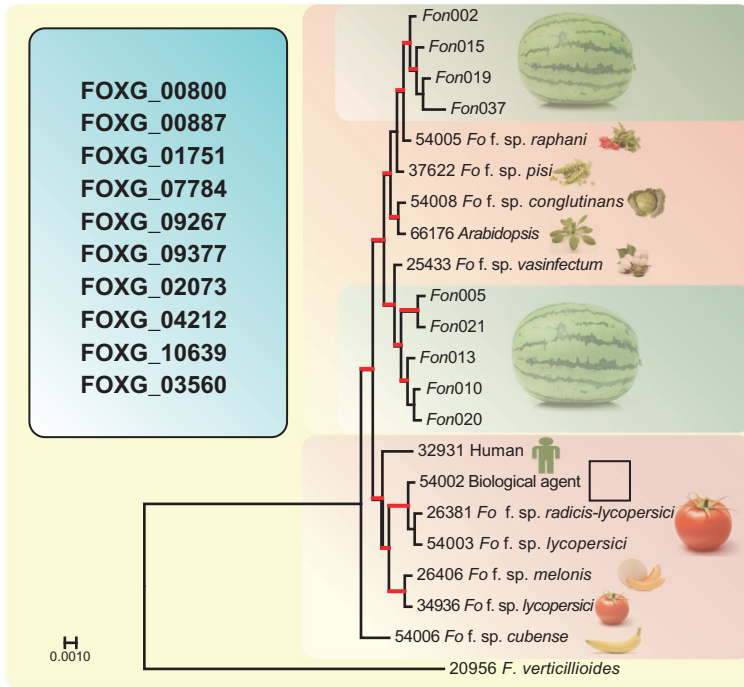 FOXG_00800
FOXG_00887
FOXG_01751
FOXG_07784
FOXG_09267
FOXG_09377
FOXG_02073
FOXG_04212
FOXG_10639
FOXG_03560
Fon002
Fon015
Fon019
Fon037
54005 Fo f. sp. raphani
37622 Fo f. sp. pisi
54008 Fo f. sp. conglutinans
66176 Arabidopsis
25433 Fo f. sp. vasinfectum
Fon005
Fon021
Fon013
Fon010
Fon020
32931 Human
54002 Biological agent
26381 Fo f. sp. radicis-lycopersici
54003 Fo f. sp. lycopersici
26406 Fo f. sp. melonis
34936 Fo f. sp. lycopersici
54006 Fo f. sp. cubense
20956 F. verticillioides
0.0010